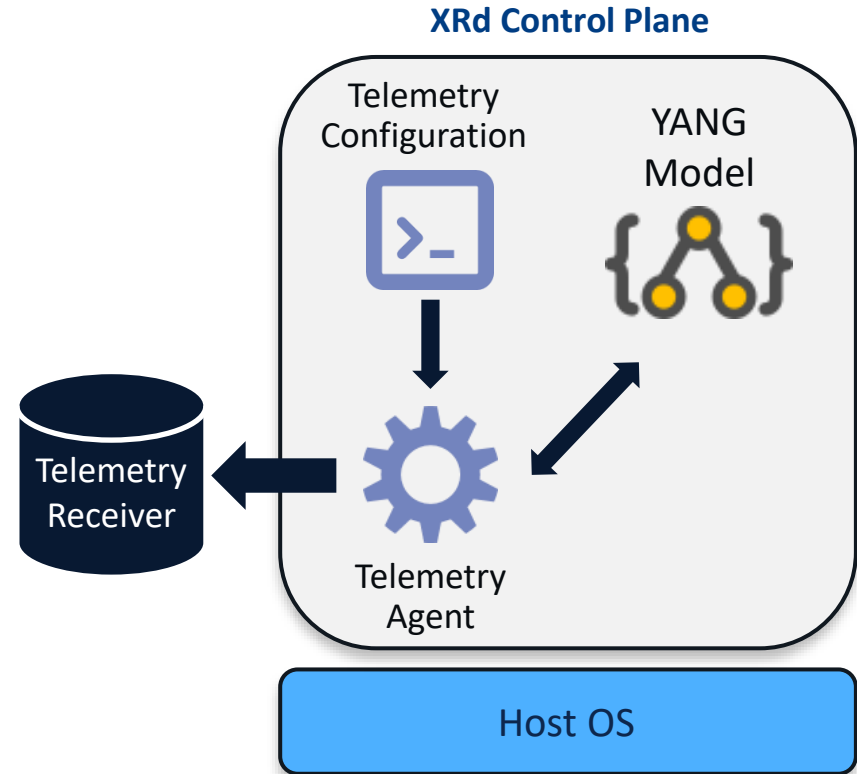 XRd Control Plane
Telemetry
Configuration
YANG
Model
Telemetry
Receiver
Telemetry
Agent
Host OS